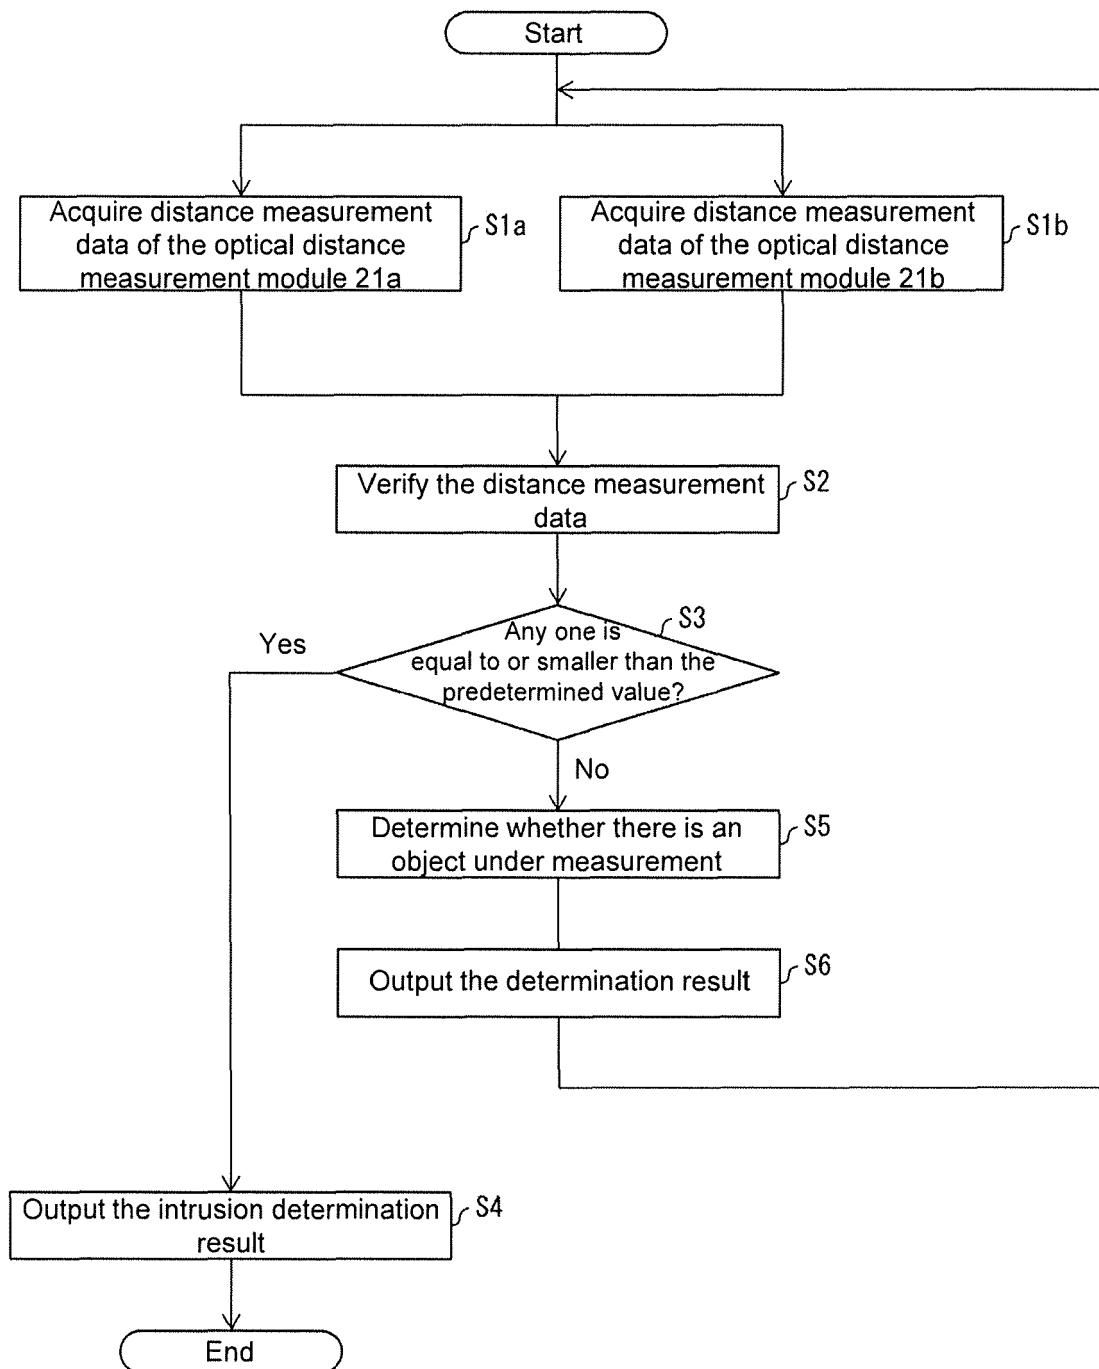 Start
Acquire distance measurement
data of the optical distance
measurement module 21a
S1a
Acquire distance measurement
data of the optical distance
measurement module 21b
S1b
Verify the distance measurement
data
S2
Any one is
equal to or smaller than the
predetermined value?
S3
Yes
No
Determine whether there is an
object under measurement
S5
Output the determination result
S6
Output the intrusion determination
result
S4
End